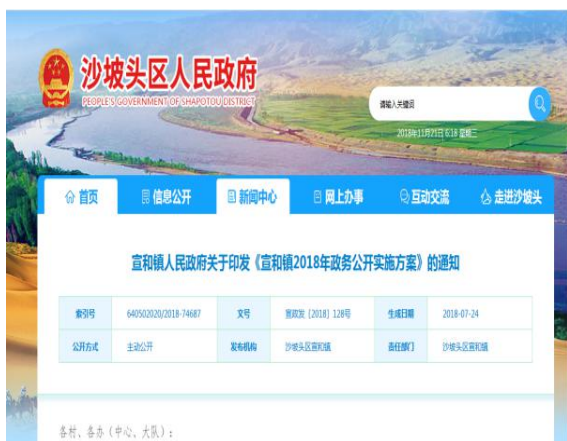 沙坡头区人民政府
PEOPLE'S GOVERNMENT OF SHAPOTOU DISTRICT
请输入关键词
2018年11月21日 6:18 星期三
首页 信息公开 新闻中心 网上办事 互动交流 走进沙坡头
宣和镇人民政府关于印发《宣和镇2018年政务公开实施方案》的通知
索引号 640502020/2018-74687 文号 宣政发〔2018〕128号 生成日期 2018-07-24
公开方式 主动公开 发布机构 沙坡头区宣和镇 责任部门 沙坡头区宣和镇
各村、各办（中心、大队）：